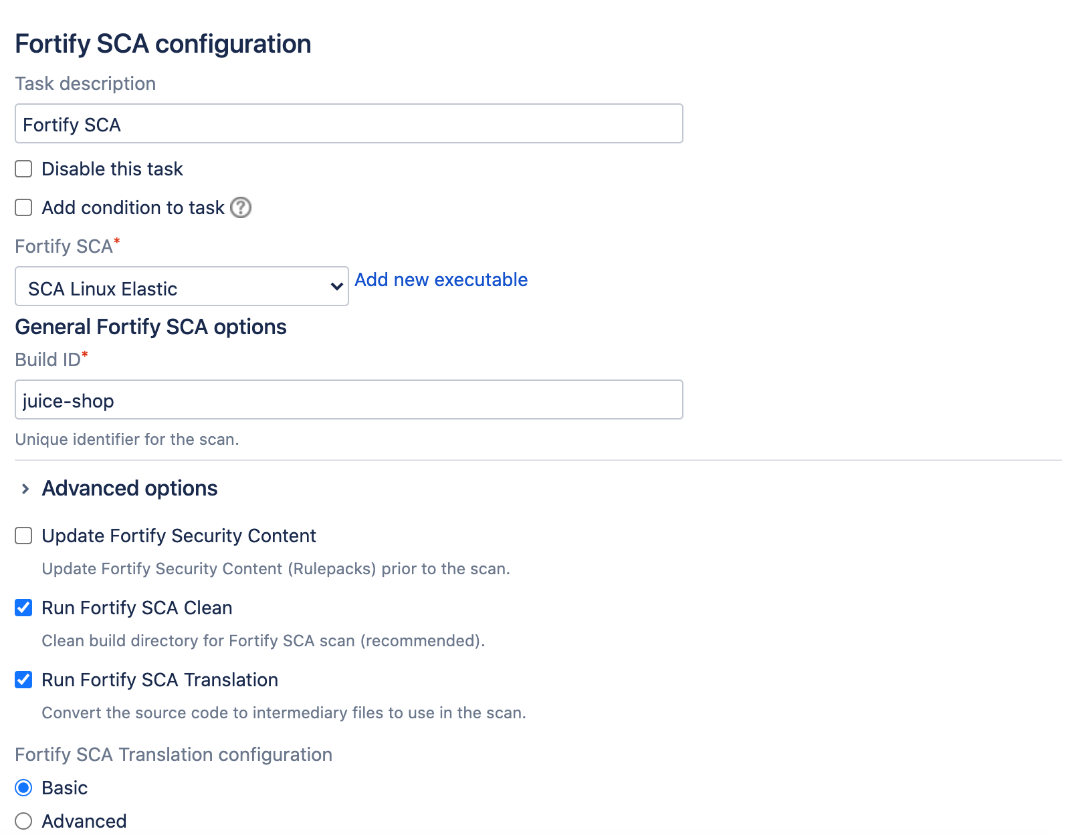 Fortify SCA configuration
Task description
Fortify SCA
Disable this task
Add condition to task ?
Fortify SCA*
SCA Linux Elastic
Add new executable
General Fortify SCA options
Build ID*
juice-shop
Unique identifier for the scan.
Advanced options
Update Fortify Security Content
Update Fortify Security Content (Rulepacks) prior to the scan.
Run Fortify SCA Clean
Clean build directory for Fortify SCA scan (recommended).
Run Fortify SCA Translation
Convert the source code to intermediary files to use in the scan.
Fortify SCA Translation configuration
Basic
Advanced